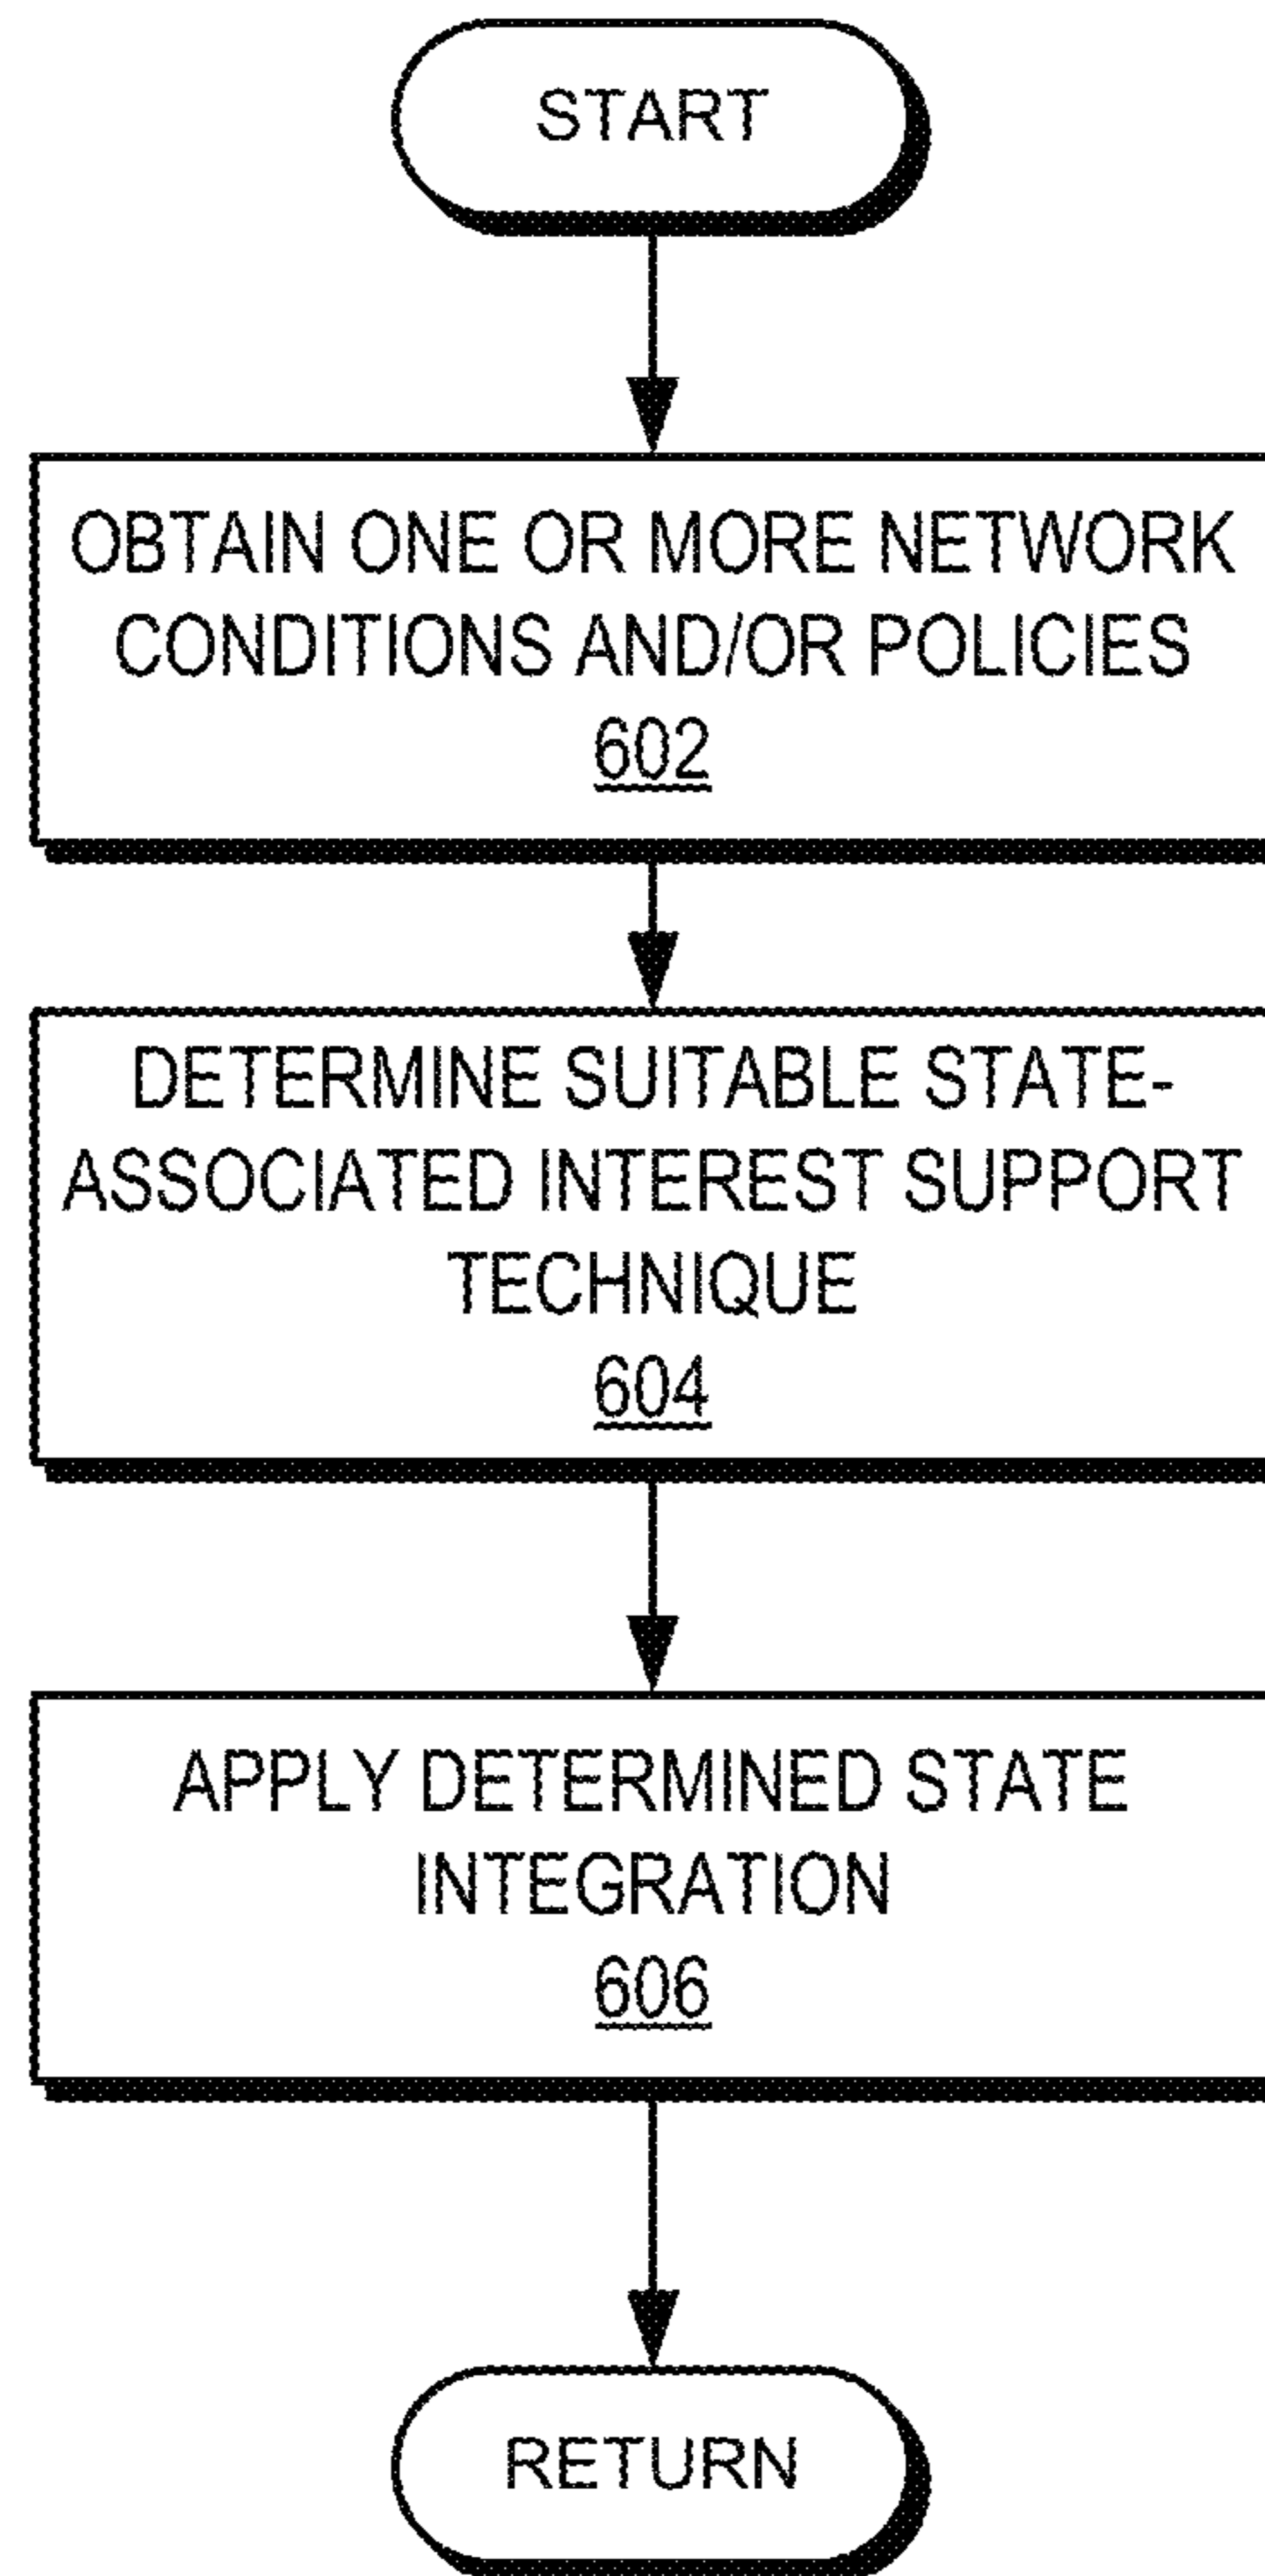 START
OBTAIN ONE OR MORE NETWORK
CONDITIONS AND/OR POLICIES
602
DETERMINE SUITABLE STATE-
ASSOCIATED INTEREST SUPPORT
TECHNIQUE
604
APPLY DETERMINED STATE
INTEGRATION
606
RETURN